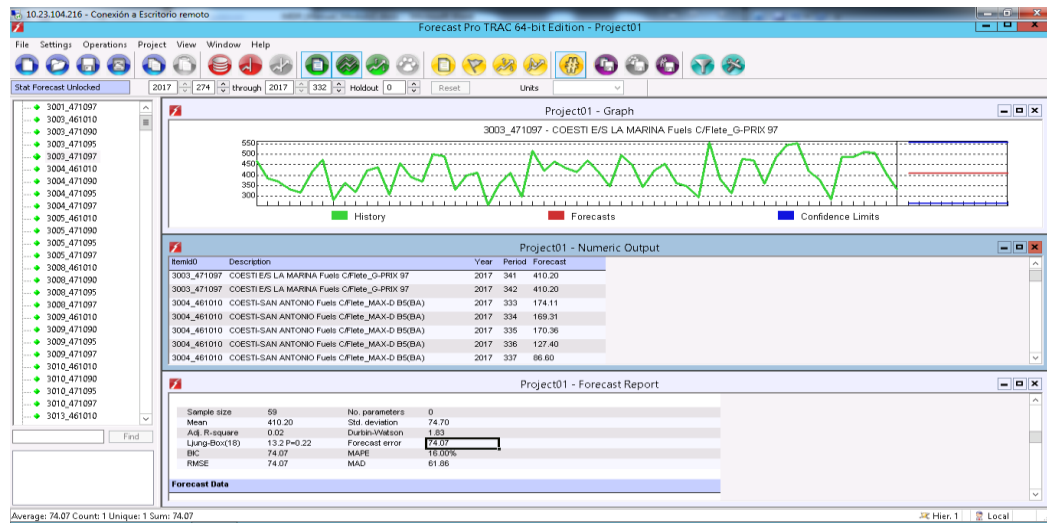 10.23.104.216 - Conexión a Escritorio remoto
Forecast Pro TRAC 64-bit Edition - Project01
File Settings Operations Project View Window Help
Stat Forecast Unlocked 2017 274 through 2017 332 Holdout 0 Reset Units
3001_471097
3003_461010
3003_471090
3003_471095
3003_471097
3004_461010
3004_471090
3004_471095
3004_471097
3005_461010
3005_471090
3005_471095
3005_471097
3008_461010
3008_471090
3008_471095
3008_471097
3009_461010
3009_471090
3009_471095
3009_471097
3010_461010
3010_471090
3010_471095
3010_471097
3013_461010
Find
Project01 - Graph
3003_471097 - COESTI E/S LA MARINA Fuels C/Flete_G-PRIX 97
550
500
450
400
350
300
History Forecasts Confidence Limits
Project01 - Numeric Output
ItemId0 Description Year Period Forecast
3003_471097 COESTI E/S LA MARINA Fuels C/Flete_G-PRIX 97 2017 341 410.20
3003_471097 COESTI E/S LA MARINA Fuels C/Flete_G-PRIX 97 2017 342 410.20
3004_461010 COESTI-SAN ANTONIO Fuels C/Flete_MAX-D B5(BA) 2017 333 174.11
3004_461010 COESTI-SAN ANTONIO Fuels C/Flete_MAX-D B5(BA) 2017 334 169.31
3004_461010 COESTI-SAN ANTONIO Fuels C/Flete_MAX-D B5(BA) 2017 335 170.36
3004_461010 COESTI-SAN ANTONIO Fuels C/Flete_MAX-D B5(BA) 2017 336 127.40
3004_461010 COESTI-SAN ANTONIO Fuels C/Flete_MAX-D B5(BA) 2017 337 86.60
Project01 - Forecast Report
Sample size 59 No. parameters 0
Mean 410.20 Std. deviation 74.70
Adj. R-square 0.02 Durbin-Watson 1.83
Ljung-Box(18) 13.2 P=0.22 Forecast error 74.07
BIC 74.07 MAPE 16.00%
RMSE 74.07 MAD 61.86
Forecast Data
Average: 74.07 Count: 1 Unique: 1 Sum: 74.07 Hier. 1 Local